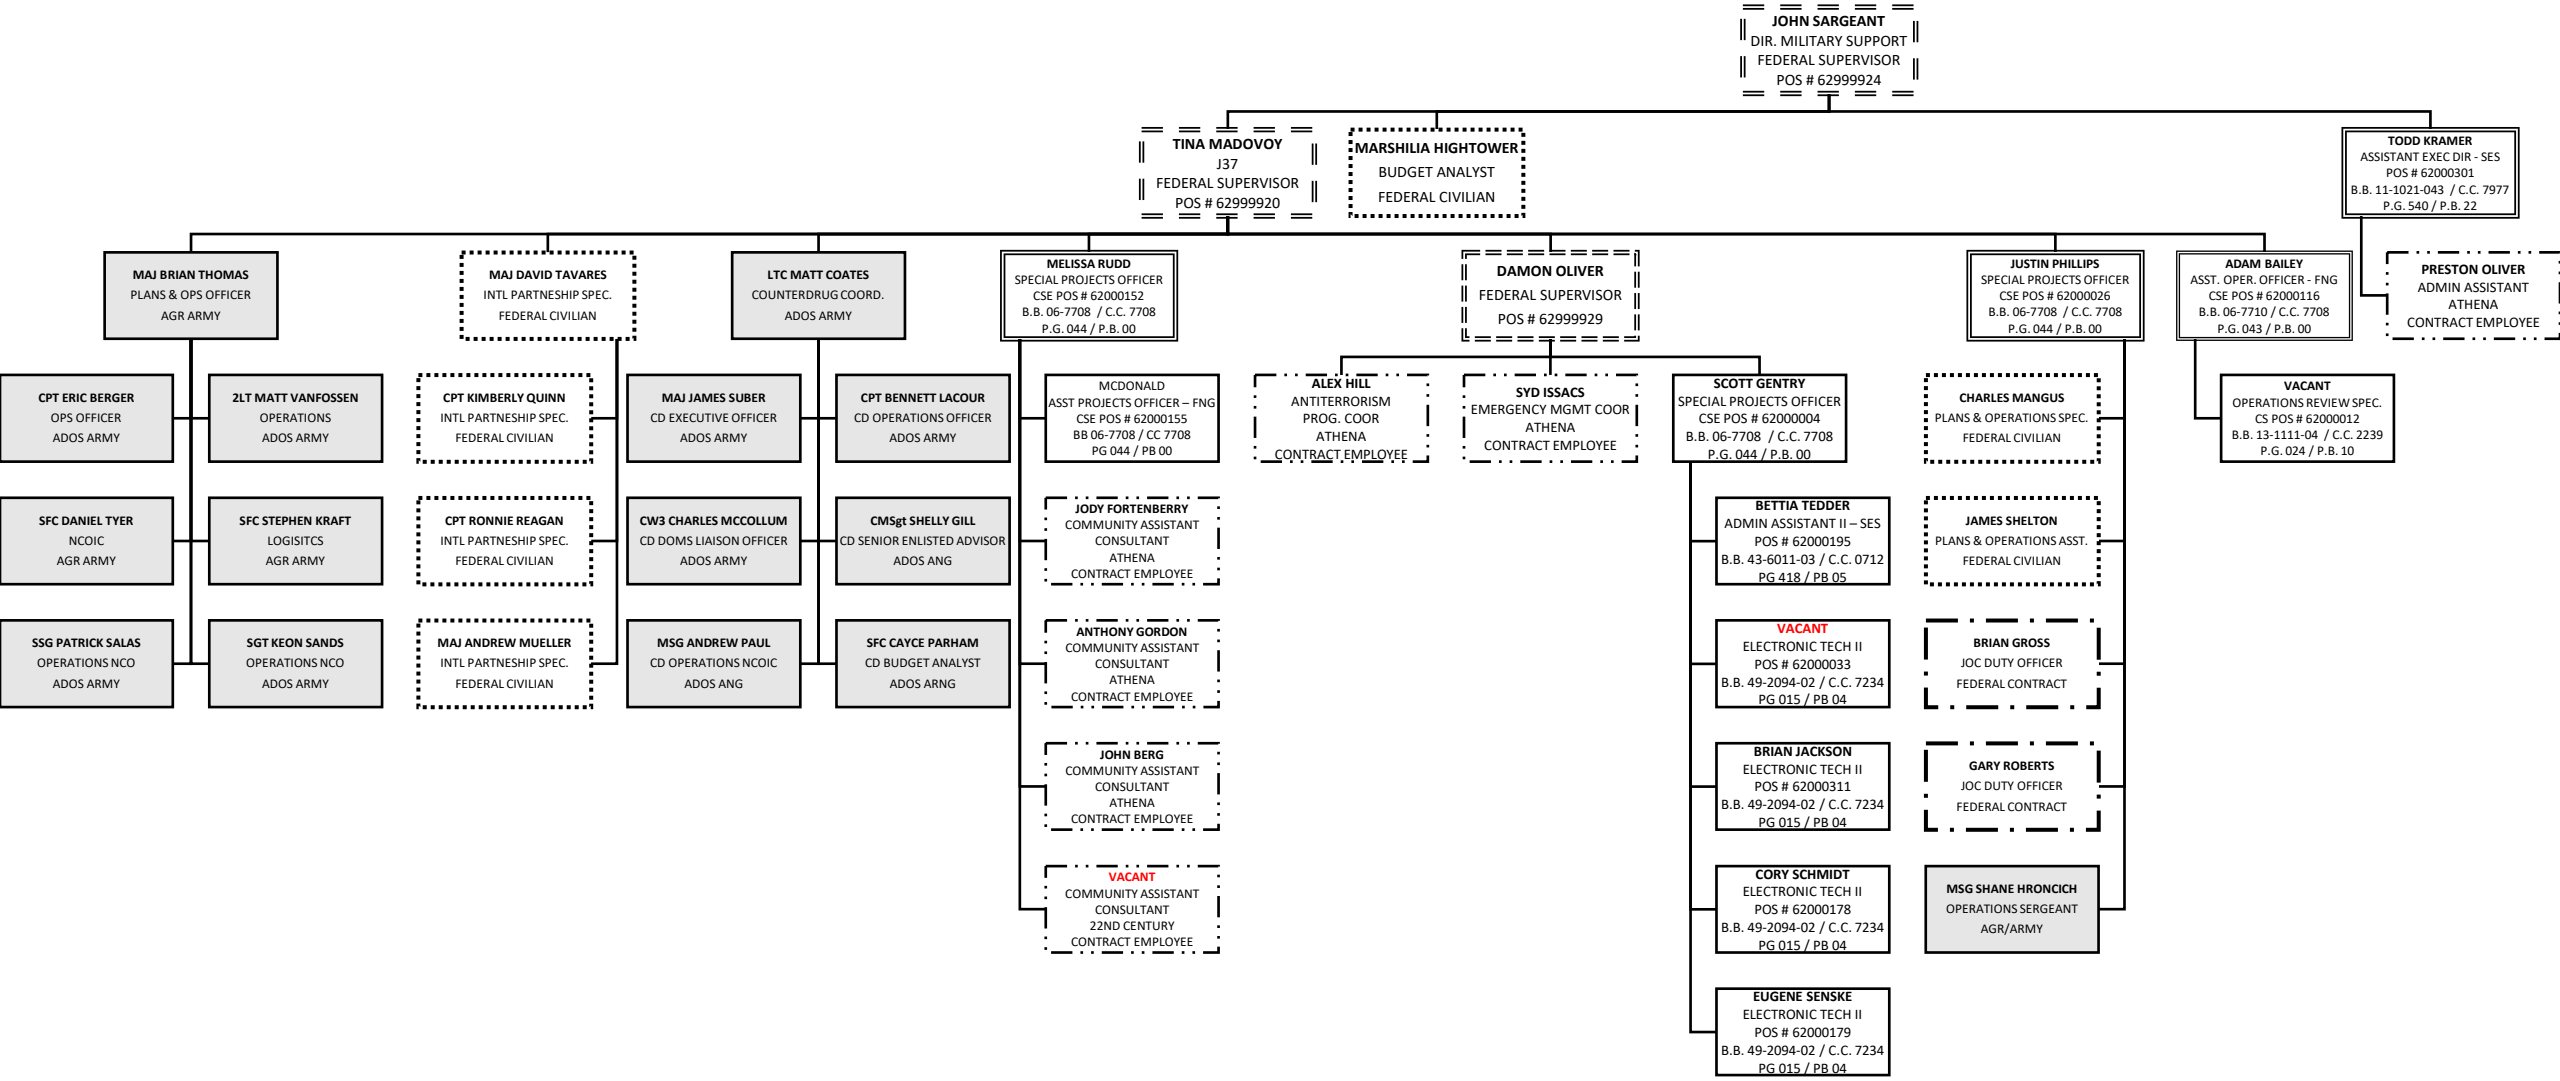 JOHN SARGEANT
DIR. MILITARY SUPPORT
FEDERAL SUPERVISOR
POS # 62999924
TINA MADOVOY
J37
FEDERAL SUPERVISOR
POS # 62999920
MARSHILIA HIGHTOWER
BUDGET ANALYST
FEDERAL CIVILIAN
TODD KRAMER
ASSISTANT EXEC DIR - SES
POS # 62000301
B.B. 11-1021-043 / C.C. 7977
P.G. 540 / P.B. 22
MAJ BRIAN THOMAS
PLANS & OPS OFFICER
AGR ARMY
MAJ DAVID TAVARES
INTL PARTNESHIP SPEC.
FEDERAL CIVILIAN
LTC MATT COATES
COUNTERDRUG COORD.
ADOS ARMY
MELISSA RUDD
SPECIAL PROJECTS OFFICER
CSE POS # 62000152
B.B. 06-7708 / C.C. 7708
P.G. 044 / P.B. 00
DAMON OLIVER
FEDERAL SUPERVISOR
POS # 62999929
JUSTIN PHILLIPS
SPECIAL PROJECTS OFFICER
CSE POS # 62000026
B.B. 06-7708 / C.C. 7708
P.G. 044 / P.B. 00
ADAM BAILEY
ASST. OPER. OFFICER - FNG
CSE POS # 62000116
B.B. 06-7710 / C.C. 7708
P.G. 043 / P.B. 00
PRESTON OLIVER
ADMIN ASSISTANT
ATHENA
CONTRACT EMPLOYEE
CPT ERIC BERGER
OPS OFFICER
ADOS ARMY
2LT MATT VANFOSSEN
OPERATIONS
ADOS ARMY
CPT KIMBERLY QUINN
INTL PARTNESHIP SPEC.
FEDERAL CIVILIAN
MAJ JAMES SUBER
CD EXECUTIVE OFFICER
ADOS ARMY
CPT BENNETT LACOUR
CD OPERATIONS OFFICER
ADOS ARMY
MCDONALD
ASST PROJECTS OFFICER – FNG
CSE POS # 62000155
BB 06-7708 / CC 7708
PG 044 / PB 00
ALEX HILL
ANTITERRORISM
PROG. COOR
ATHENA
CONTRACT EMPLOYEE
SYD ISSACS
EMERGENCY MGMT COOR
ATHENA
CONTRACT EMPLOYEE
SCOTT GENTRY
SPECIAL PROJECTS OFFICER
CSE POS # 62000004
B.B. 06-7708 / C.C. 7708
P.G. 044 / P.B. 00
CHARLES MANGUS
PLANS & OPERATIONS SPEC.
FEDERAL CIVILIAN
VACANT
OPERATIONS REVIEW SPEC.
CS POS # 62000012
B.B. 13-1111-04 / C.C. 2239
P.G. 024 / P.B. 10
SFC DANIEL TYER
NCOIC
AGR ARMY
SFC STEPHEN KRAFT
LOGISITCS
AGR ARMY
CPT RONNIE REAGAN
INTL PARTNESHIP SPEC.
FEDERAL CIVILIAN
CW3 CHARLES MCCOLLUM
CD DOMS LIAISON OFFICER
ADOS ARMY
CMSgt SHELLY GILL
CD SENIOR ENLISTED ADVISOR
ADOS ANG
JODY FORTENBERRY
COMMUNITY ASSISTANT
CONSULTANT
ATHENA
CONTRACT EMPLOYEE
BETTIA TEDDER
ADMIN ASSISTANT II – SES
POS # 62000195
B.B. 43-6011-03 / C.C. 0712
PG 418 / PB 05
JAMES SHELTON
PLANS & OPERATIONS ASST.
FEDERAL CIVILIAN
SSG PATRICK SALAS
OPERATIONS NCO
ADOS ARMY
SGT KEON SANDS
OPERATIONS NCO
ADOS ARMY
MAJ ANDREW MUELLER
INTL PARTNESHIP SPEC.
FEDERAL CIVILIAN
MSG ANDREW PAUL
CD OPERATIONS NCOIC
ADOS ANG
SFC CAYCE PARHAM
CD BUDGET ANALYST
ADOS ARNG
ANTHONY GORDON
COMMUNITY ASSISTANT
CONSULTANT
ATHENA
CONTRACT EMPLOYEE
VACANT
ELECTRONIC TECH II
POS # 62000033
B.B. 49-2094-02 / C.C. 7234
PG 015 / PB 04
BRIAN GROSS
JOC DUTY OFFICER
FEDERAL CONTRACT
JOHN BERG
COMMUNITY ASSISTANT
CONSULTANT
ATHENA
CONTRACT EMPLOYEE
BRIAN JACKSON
ELECTRONIC TECH II
POS # 62000311
B.B. 49-2094-02 / C.C. 7234
PG 015 / PB 04
GARY ROBERTS
JOC DUTY OFFICER
FEDERAL CONTRACT
VACANT
COMMUNITY ASSISTANT
CONSULTANT
22ND CENTURY
CONTRACT EMPLOYEE
CORY SCHMIDT
ELECTRONIC TECH II
POS # 62000178
B.B. 49-2094-02 / C.C. 7234
PG 015 / PB 04
MSG SHANE HRONCICH
OPERATIONS SERGEANT
AGR/ARMY
EUGENE SENSKE
ELECTRONIC TECH II
POS # 62000179
B.B. 49-2094-02 / C.C. 7234
PG 015 / PB 04